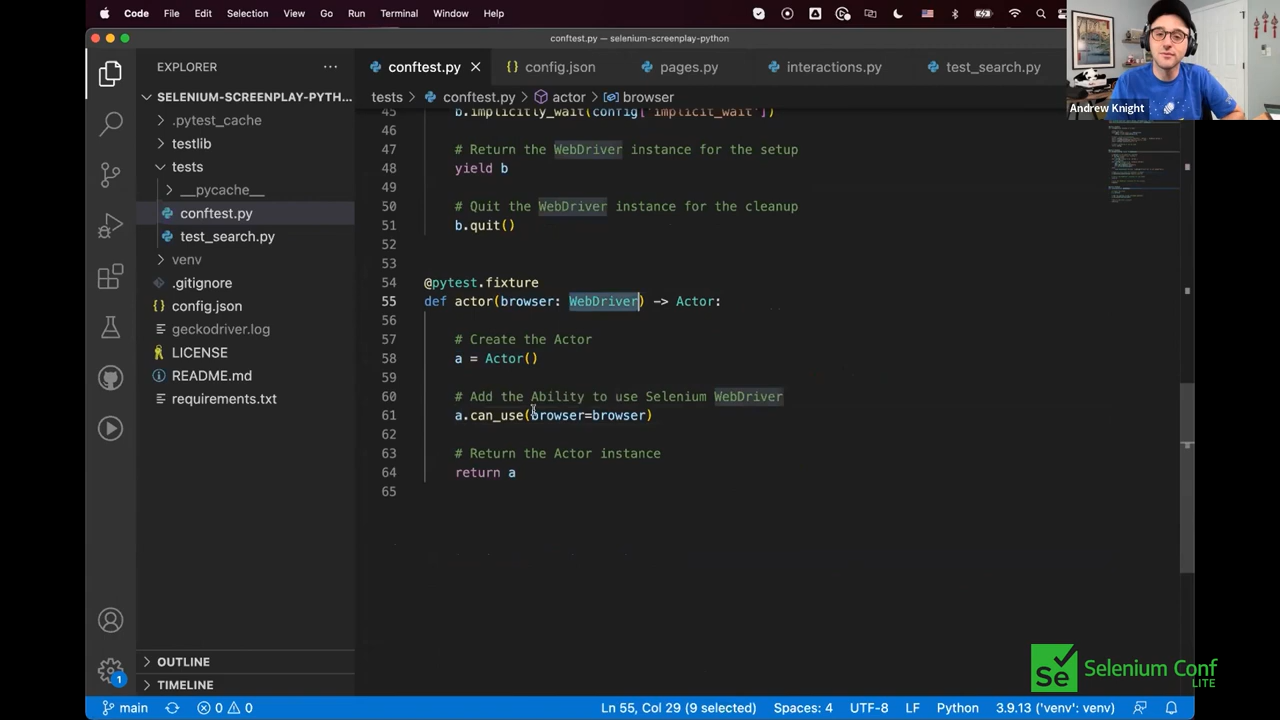 Code File Edit Selection View Go Run Terminal Window Help
conftest.py — selenium-screenplay-python
EXPLORER
SELENIUM-SCREENPLAY-PYTH...
.pytest_cache
testlib
tests
__pycache__
conftest.py
test_search.py
venv
.gitignore
config.json
geckodriver.log
LICENSE
README.md
requirements.txt
OUTLINE
TIMELINE
conftest.py config.json pages.py interactions.py test_search.py
tests conftest.py actor browser
45 b.implicitly_wait(config['implicit_wait'])
46
47 # Return the WebDriver instance for the setup
48 yield b
49
50 # Quit the WebDriver instance for the cleanup
51 b.quit()
52
53
54 @pytest.fixture
55 def actor(browser: WebDriver) -> Actor:
56
57 # Create the Actor
58 a = Actor()
59
60 # Add the Ability to use Selenium WebDriver
61 a.can_use(browser=browser)
62
63 # Return the Actor instance
64 return a
65
Andrew Knight
Se Selenium Conf
LITE
1
main 0 0 Ln 55, Col 29 (9 selected) Spaces: 4 UTF-8 LF Python 3.9.13 ('venv': venv)